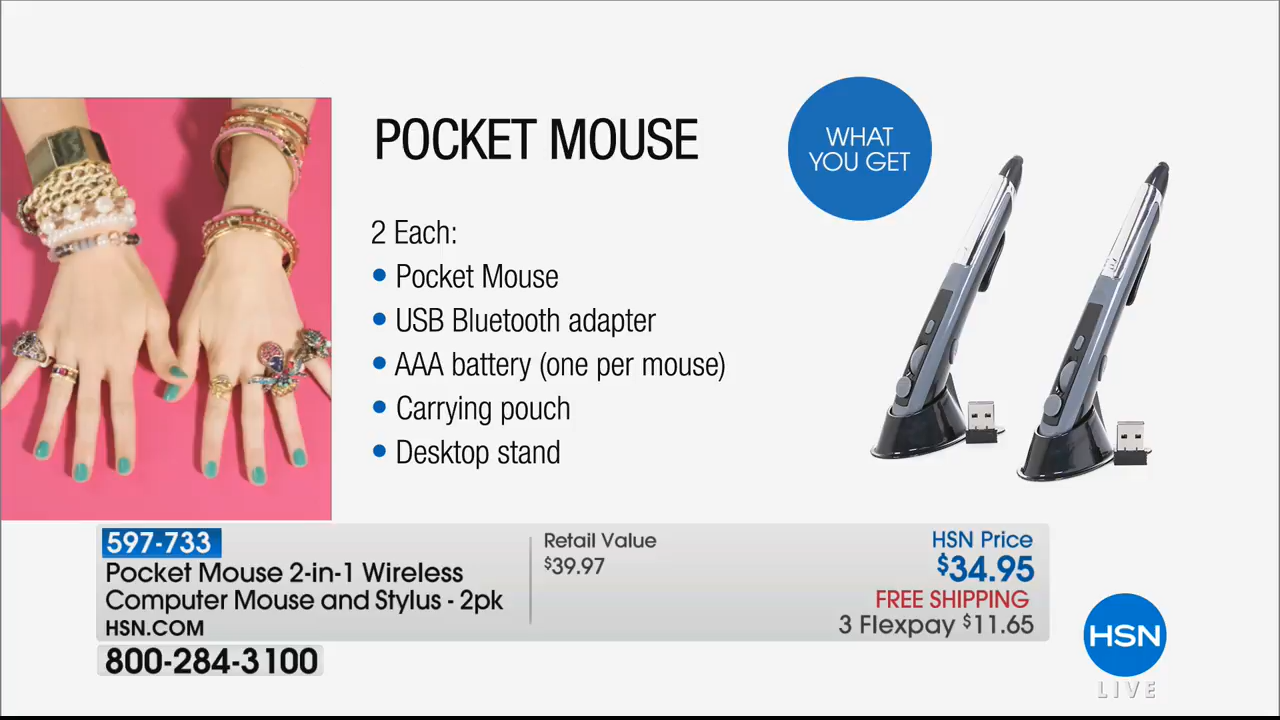 POCKET MOUSE
WHAT
YOU GET
2 Each:
• Pocket Mouse
• USB Bluetooth adapter
• AAA battery (one per mouse)
• Carrying pouch
• Desktop stand
597-733
Pocket Mouse 2-in-1 Wireless
Computer Mouse and Stylus - 2pk
HSN.COM
800-284-3100
Retail Value
$39.97
HSN Price
$34.95
FREE SHIPPING
3 Flexpay $11.65
HSN
LIVE